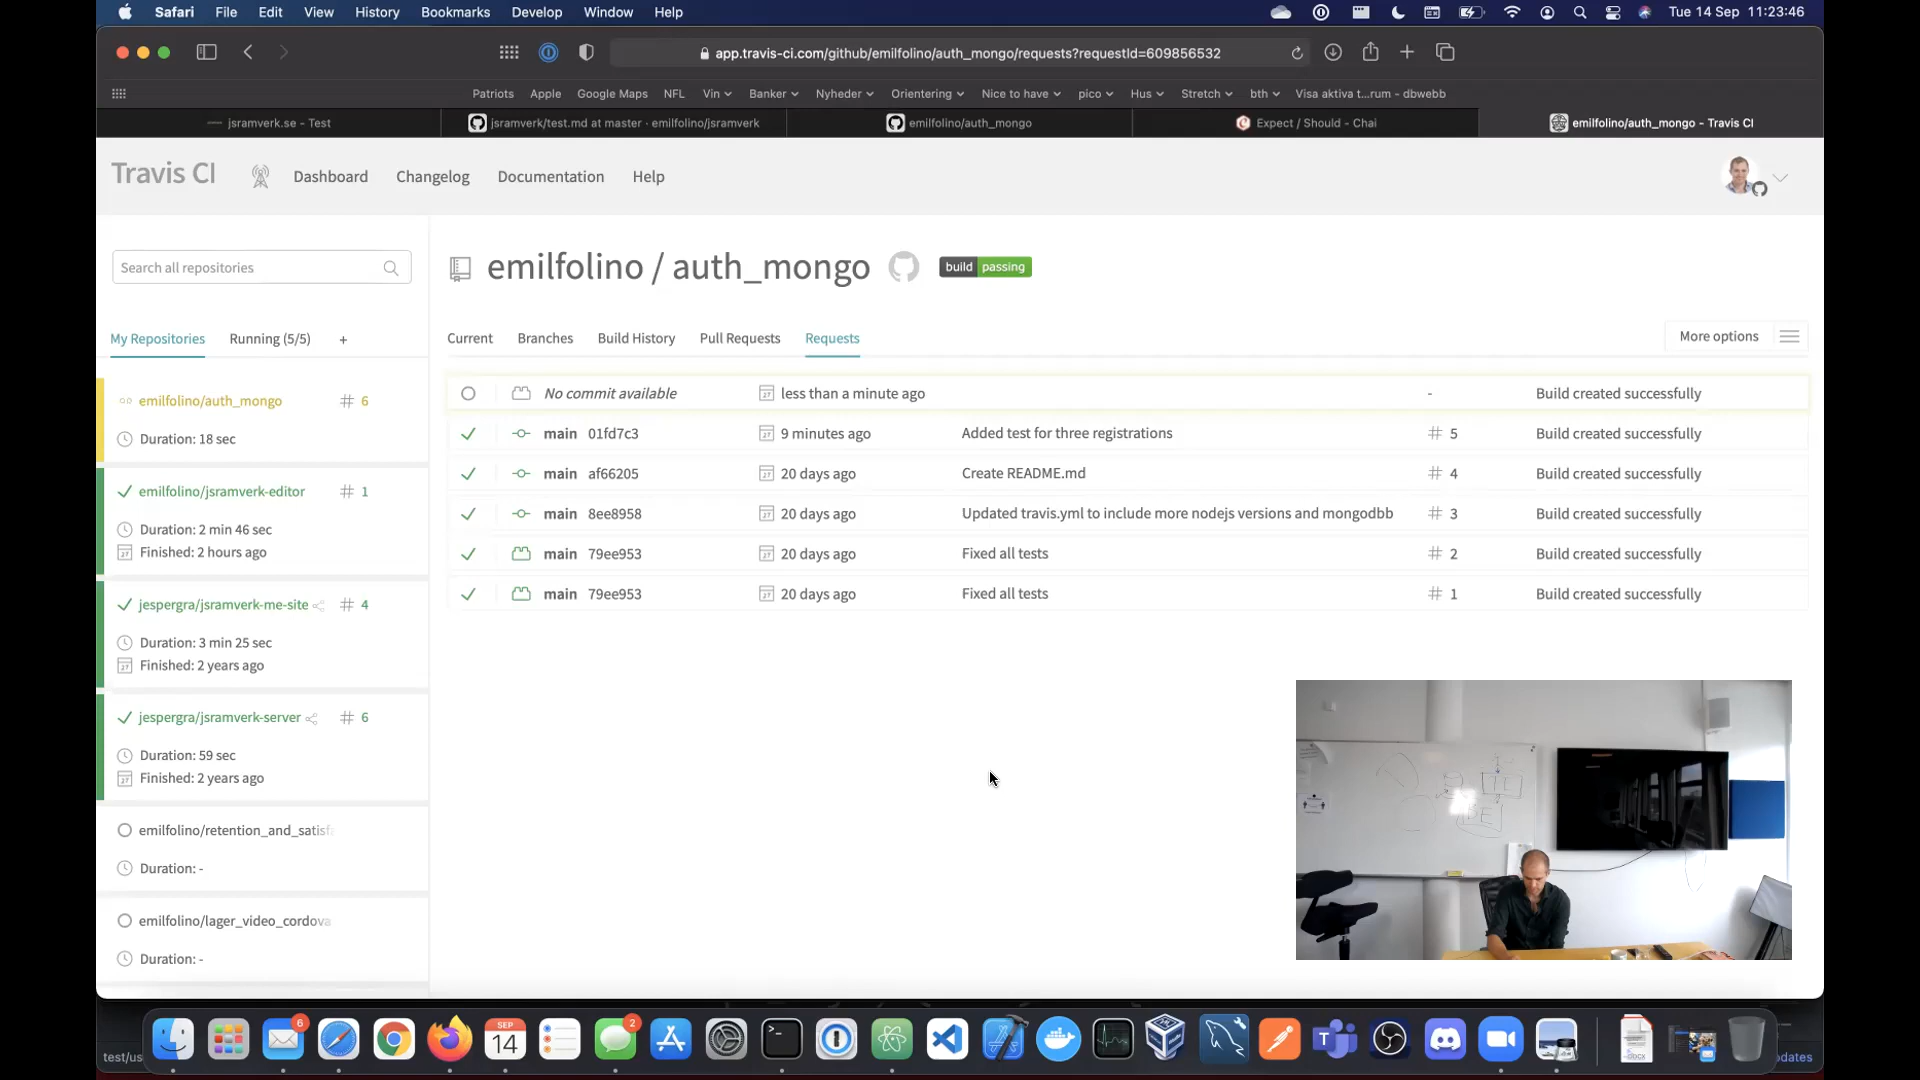 Safari File Edit View History Bookmarks Develop Window Help Tue 14 Sep 11:23:46
app.travis-ci.com/github/emilfolino/auth_mongo/requests?requestId=609856532
Patriots Apple Google Maps NFL Vin Banker Nyheder Orientering Nice to have pico Hus Stretch bth Visa aktiva t...rum - dbwebb
jsramverk.se - Test jsramverk/test.md at master · emilfolino/jsramverk emilfolino/auth_mongo Expect / Should - Chai emilfolino/auth_mongo - Travis CI
Travis CI Dashboard Changelog Documentation Help
Search all repositories
emilfolino / auth_mongo build passing
My Repositories Running (5/5) +
Current Branches Build History Pull Requests Requests More options
No commit available less than a minute ago - Build created successfully
main 01fd7c3 9 minutes ago Added test for three registrations # 5 Build created successfully
main af66205 20 days ago Create README.md # 4 Build created successfully
main 8ee8958 20 days ago Updated travis.yml to include more nodejs versions and mongodbb # 3 Build created successfully
main 79ee953 20 days ago Fixed all tests # 2 Build created successfully
main 79ee953 20 days ago Fixed all tests # 1 Build created successfully
emilfolino/auth_mongo # 6
Duration: 18 sec
emilfolino/jsramverk-editor # 1
Duration: 2 min 46 sec
Finished: 2 hours ago
jespergra/jsramverk-me-site # 4
Duration: 3 min 25 sec
Finished: 2 years ago
jespergra/jsramverk-server # 6
Duration: 59 sec
Finished: 2 years ago
emilfolino/retention_and_satisf
Duration: -
emilfolino/lager_video_cordova
Duration: -
6
SEP
14
2
test/us
dates